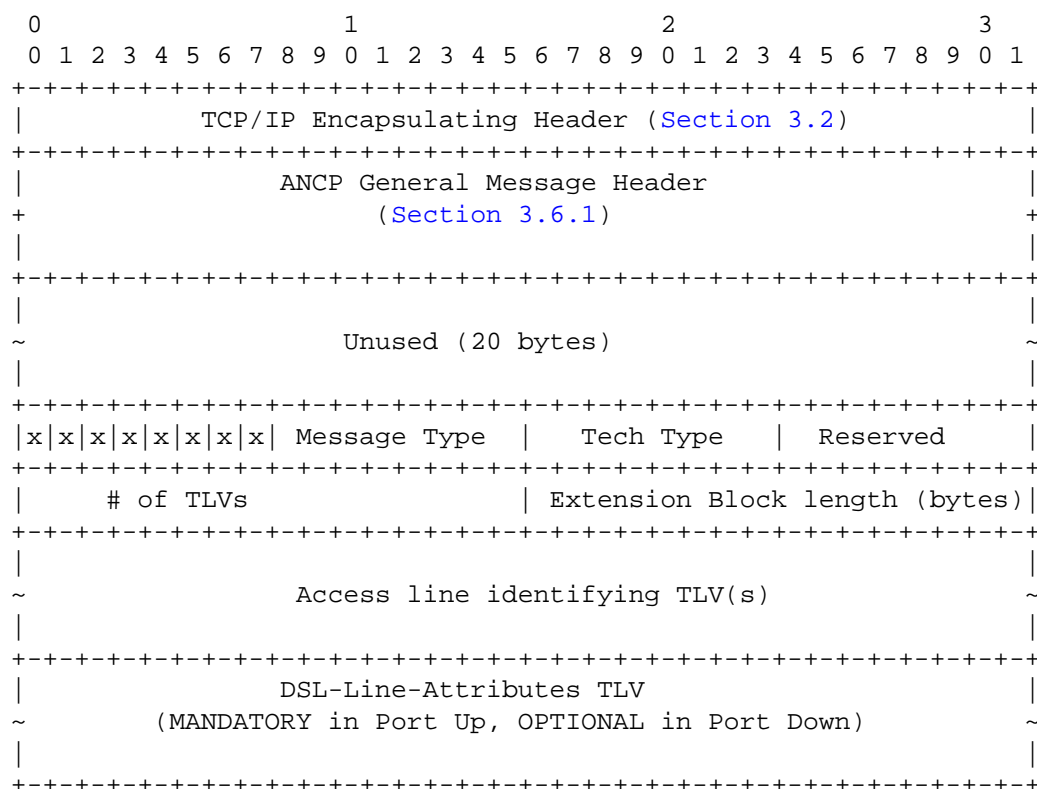 0                   1                   2                   3
 0 1 2 3 4 5 6 7 8 9 0 1 2 3 4 5 6 7 8 9 0 1 2 3 4 5 6 7 8 9 0 1
+-+-+-+-+-+-+-+-+-+-+-+-+-+-+-+-+-+-+-+-+-+-+-+-+-+-+-+-+-+-+-+-+
|           TCP/IP Encapsulating Header (Section 3.2)           |
+-+-+-+-+-+-+-+-+-+-+-+-+-+-+-+-+-+-+-+-+-+-+-+-+-+-+-+-+-+-+-+-+
|                ANCP General Message Header                    |
+                      (Section 3.6.1)                          +
|                                                               |
+-+-+-+-+-+-+-+-+-+-+-+-+-+-+-+-+-+-+-+-+-+-+-+-+-+-+-+-+-+-+-+-+
|                                                               |
~                    Unused (20 bytes)                          ~
|                                                               |
+-+-+-+-+-+-+-+-+-+-+-+-+-+-+-+-+-+-+-+-+-+-+-+-+-+-+-+-+-+-+-+-+
|x|x|x|x|x|x|x|x| Message Type  |   Tech Type   |  Reserved     |
+-+-+-+-+-+-+-+-+-+-+-+-+-+-+-+-+-+-+-+-+-+-+-+-+-+-+-+-+-+-+-+-+
|     # of TLVs                 | Extension Block length (bytes)|
+-+-+-+-+-+-+-+-+-+-+-+-+-+-+-+-+-+-+-+-+-+-+-+-+-+-+-+-+-+-+-+-+
|                                                               |
~                 Access line identifying TLV(s)                ~
|                                                               |
+-+-+-+-+-+-+-+-+-+-+-+-+-+-+-+-+-+-+-+-+-+-+-+-+-+-+-+-+-+-+-+-+
|                DSL-Line-Attributes TLV                        |
~        (MANDATORY in Port Up, OPTIONAL in Port Down)          ~
|                                                               |
+-+-+-+-+-+-+-+-+-+-+-+-+-+-+-+-+-+-+-+-+-+-+-+-+-+-+-+-+-+-+-+-+